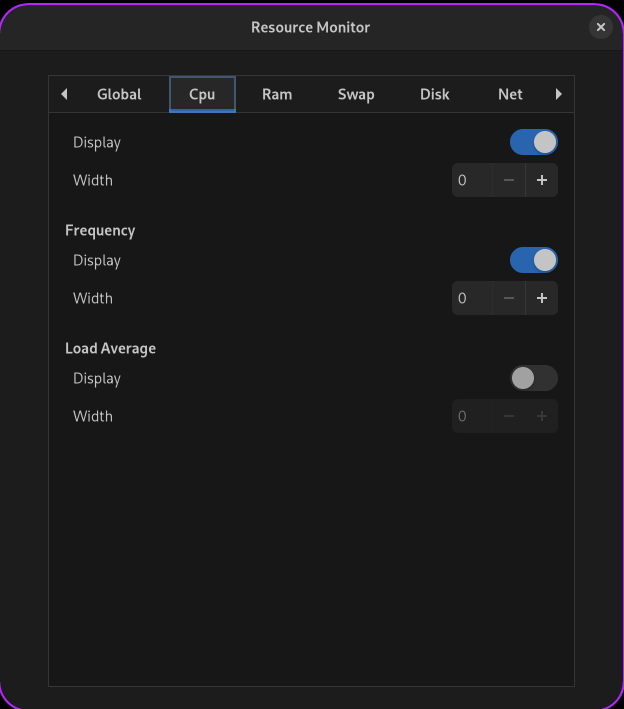 Resource Monitor
Global Cpu Ram Swap Disk Net
Display
Width 0 − +
Frequency
Display
Width 0 − +
Load Average
Display
Width 0 − +